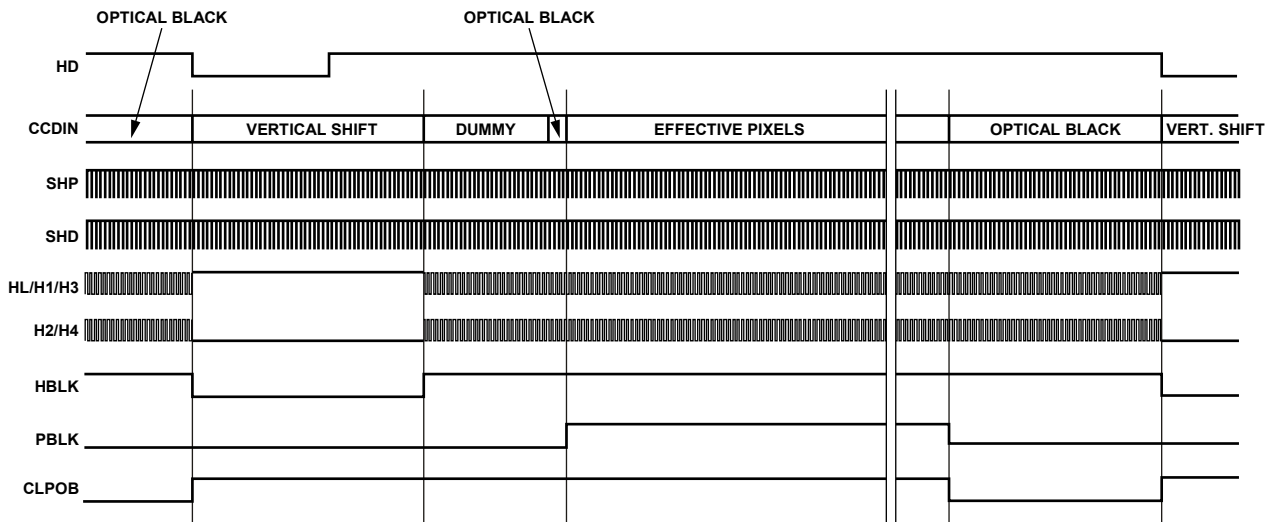 OPTICAL BLACK
OPTICAL BLACK
HD
CCDIN
VERTICAL SHIFT
DUMMY
EFFECTIVE PIXELS
OPTICAL BLACK
VERT. SHIFT
SHP
SHD
HL/H1/H3
H2/H4
HBLK
PBLK
CLPOB